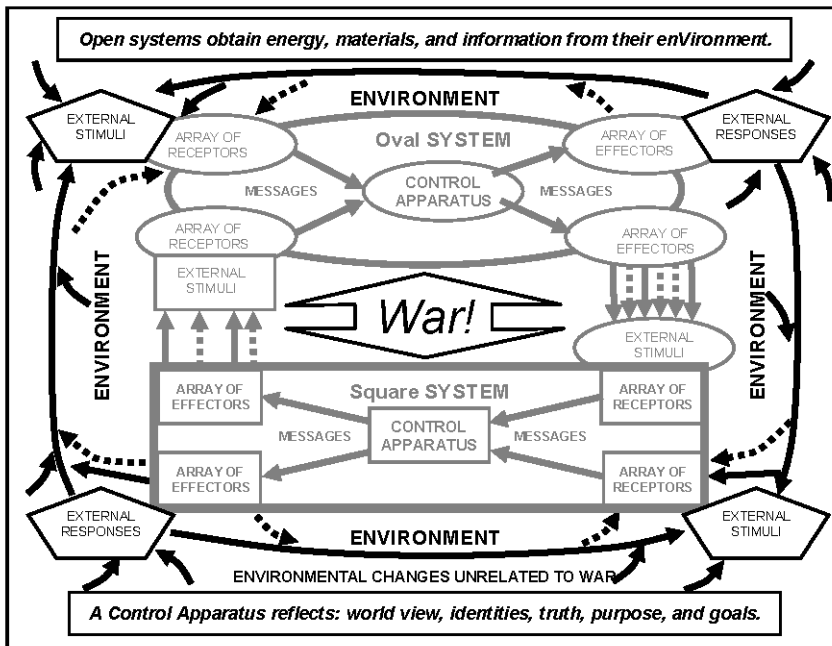 Open systems obtain energy, materials, and information from their enVironment.
ENVIRONMENT
EXTERNAL
STIMULI
EXTERNAL
RESPONSES
ARRAY OF
RECEPTORS
Oval SYSTEM
ARRAY OF
EFFECTORS
MESSAGES
CONTROL
APPARATUS
MESSAGES
ARRAY OF
RECEPTORS
ARRAY OF
EFFECTORS
EXTERNAL
STIMULI
ENVIRONMENT
War!
ENVIRONMENT
EXTERNAL
STIMULI
ARRAY OF
EFFECTORS
Square SYSTEM
ARRAY OF
RECEPTORS
MESSAGES
CONTROL
APPARATUS
MESSAGES
ARRAY OF
EFFECTORS
ARRAY OF
RECEPTORS
EXTERNAL
RESPONSES
ENVIRONMENT
EXTERNAL
STIMULI
ENVIRONMENTAL CHANGES UNRELATED TO WAR
A Control Apparatus reflects: world view, identities, truth, purpose, and goals.